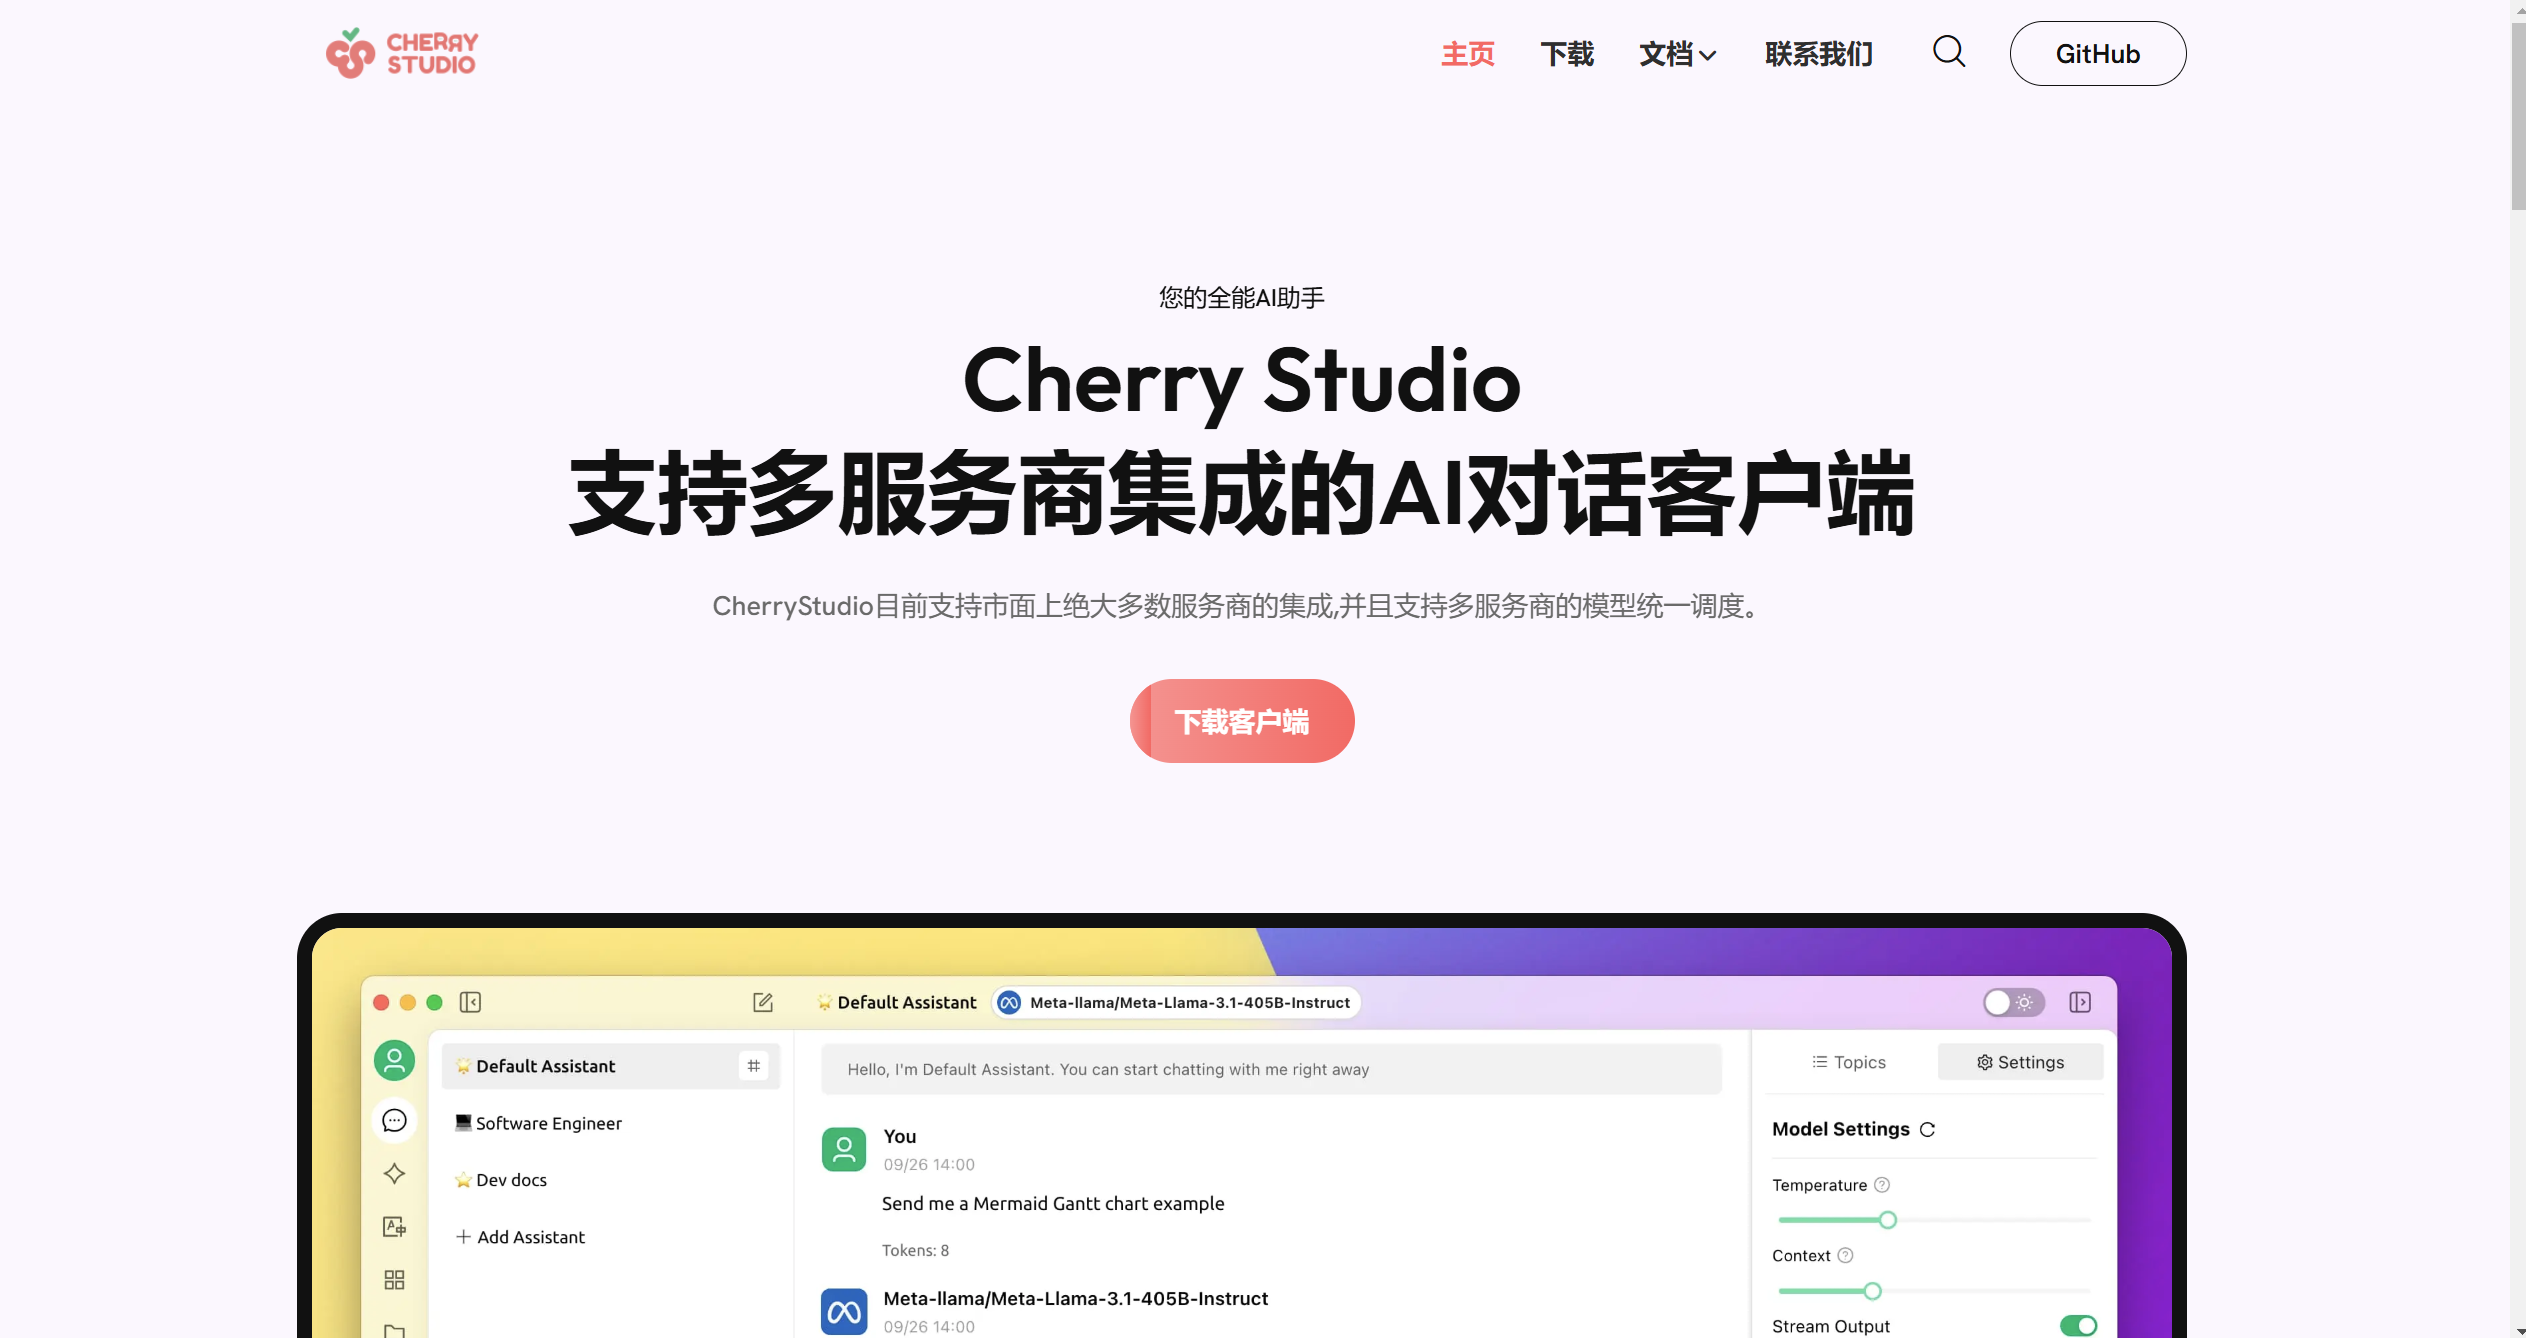 CHERRY
STUDIO
主页
下载
文档
联系我们
GitHub
您的全能AI助手
Cherry Studio
支持多服务商集成的AI对话客户端
CherryStudio目前支持市面上绝大多数服务商的集成,并且支持多服务商的模型统一调度。
下载客户端
Default Assistant
Meta-llama/Meta-Llama-3.1-405B-Instruct
Default Assistant
Software Engineer
Dev docs
Add Assistant
Hello, I'm Default Assistant. You can start chatting with me right away
You
09/26 14:00
Send me a Mermaid Gantt chart example
Tokens: 8
Meta-llama/Meta-Llama-3.1-405B-Instruct
09/26 14:00
Topics
Settings
Model Settings
Temperature
Context
Stream Output